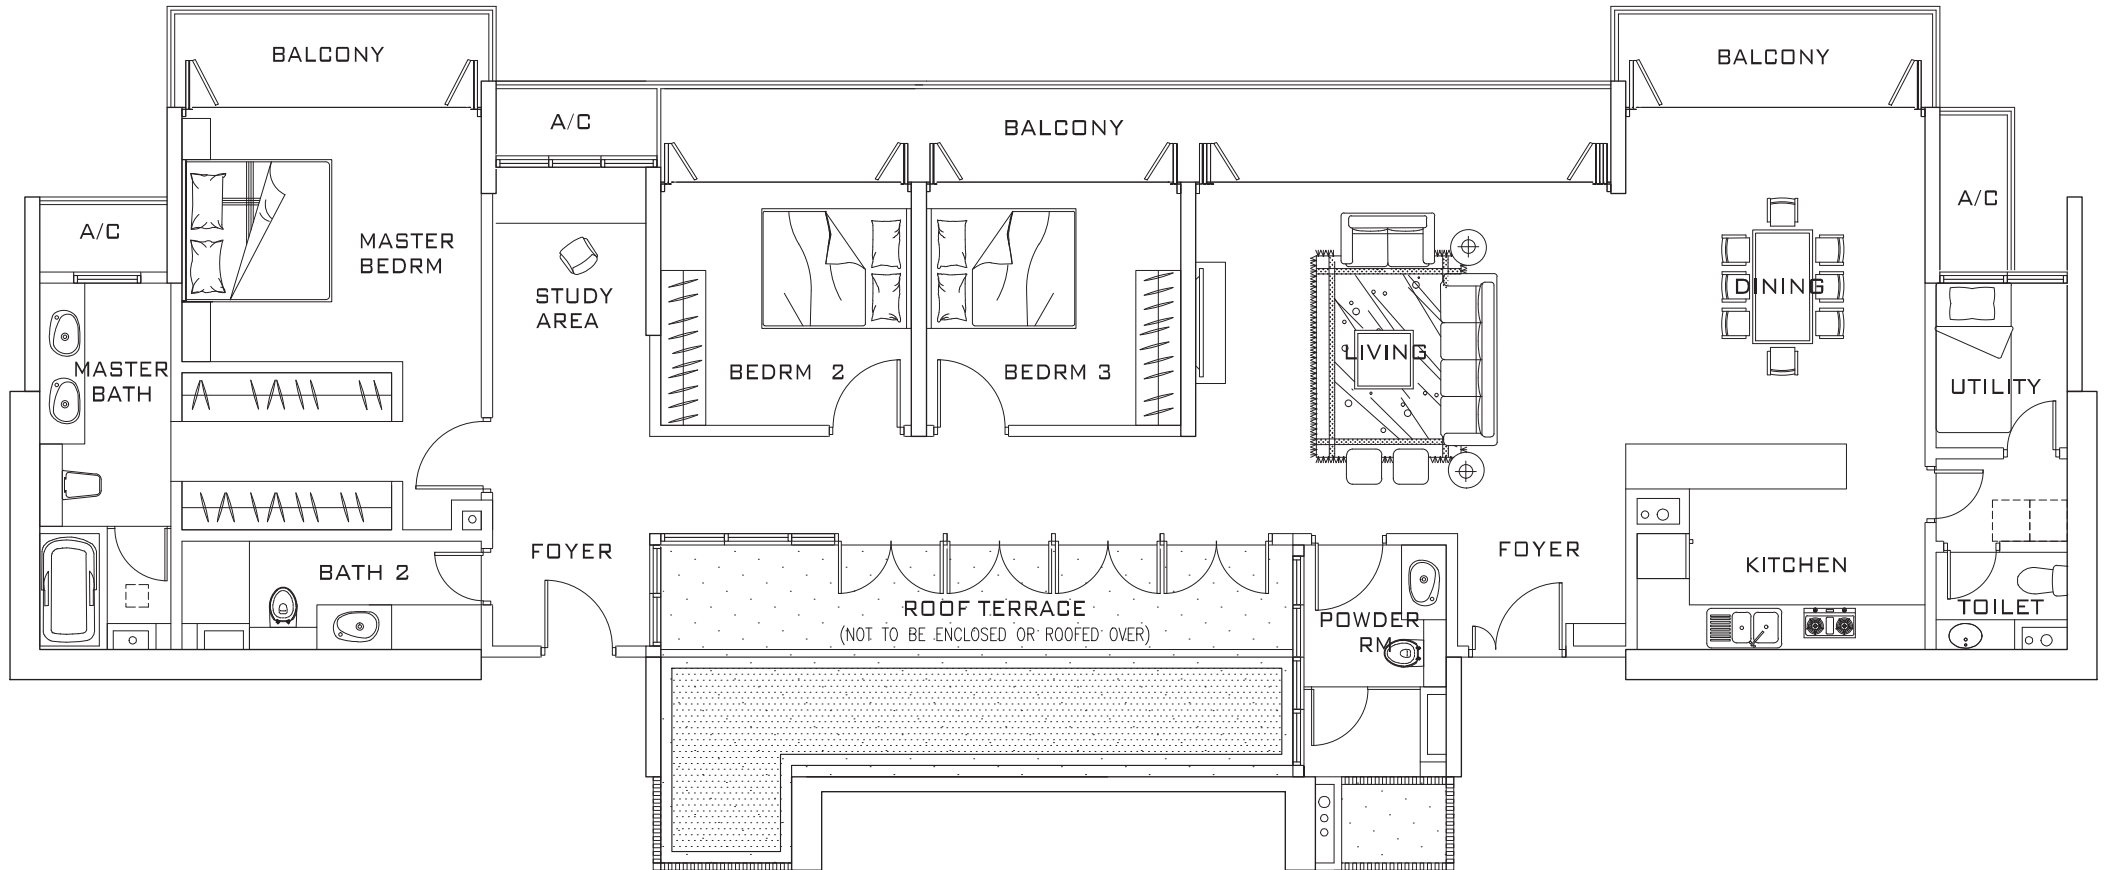 BALCONY
BALCONY
A/C
BALCONY
A/C
A/C
MASTER
BEDRM
STUDY
AREA
DINING
LIVING
MASTER
BATH
BEDRM 2
BEDRM 3
UTILITY
FOYER
FOYER
BATH 2
KITCHEN
ROOF TERRACE
(NOT TO BE ENCLOSED OR ROOFED OVER)
POWDER
RM
TOILET